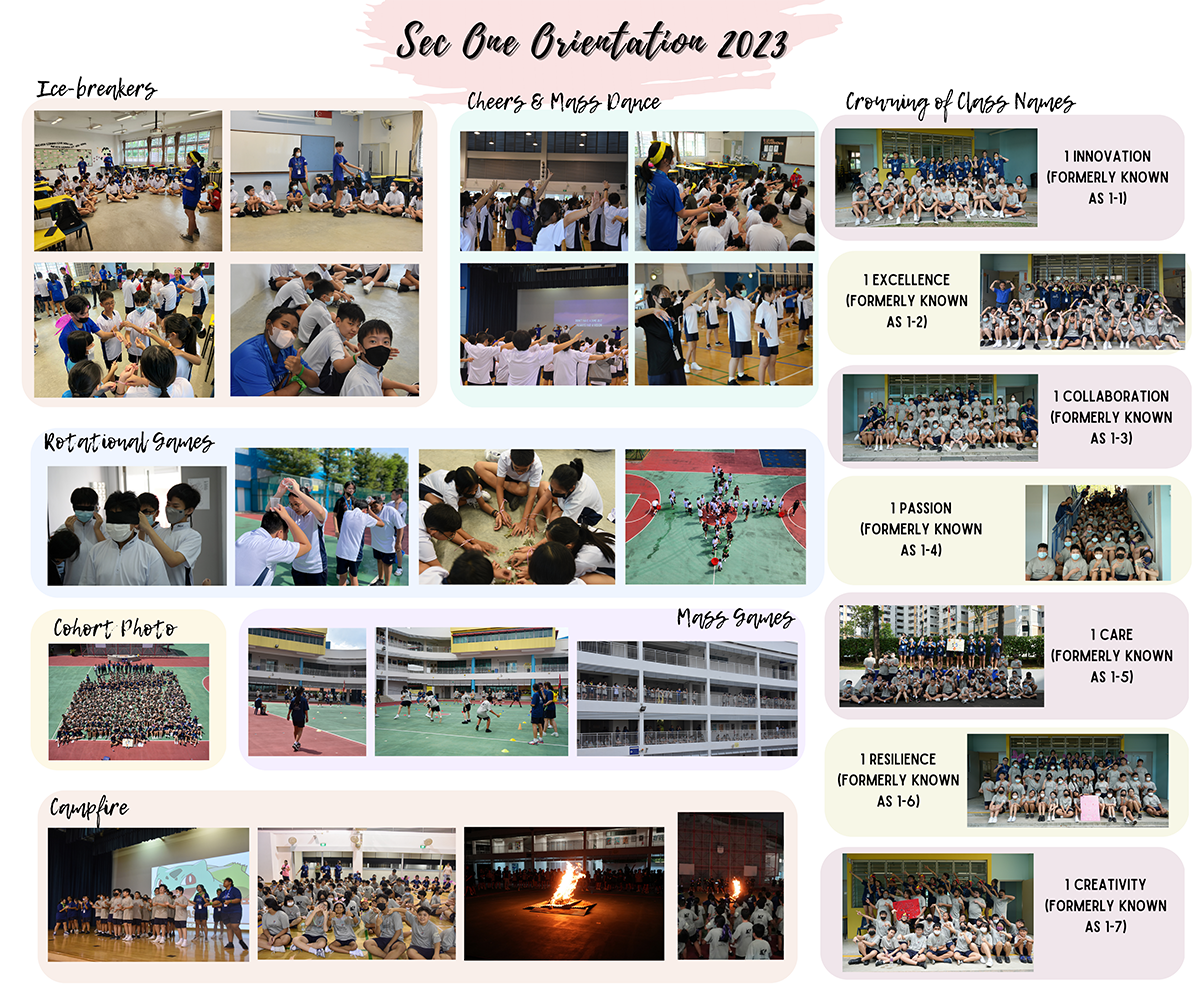 Sec One Orientation 2023
Ice-breakers
Cheers & Mass Dance
Crowning of Class Names
1 INNOVATION
(FORMERLY KNOWN
AS 1-1)
1 EXCELLENCE
(FORMERLY KNOWN
AS 1-2)
1 COLLABORATION
(FORMERLY KNOWN
AS 1-3)
Rotational Games
1 PASSION
(FORMERLY KNOWN
AS 1-4)
Cohort Photo
Mass Games
1 CARE
(FORMERLY KNOWN
AS 1-5)
1 RESILIENCE
(FORMERLY KNOWN
AS 1-6)
Campfire
1 CREATIVITY
(FORMERLY KNOWN
AS 1-7)